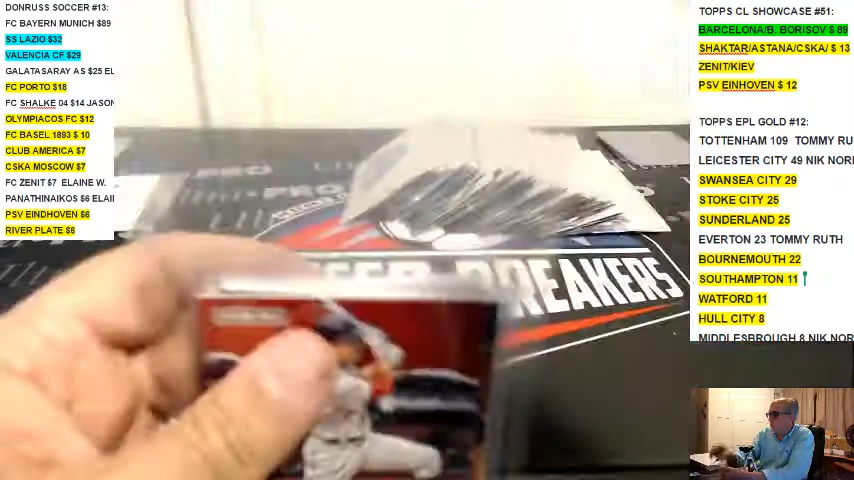 DONRUSS SOCCER #13:
FC BAYERN MUNICH $89
SS LAZIO $32
VALENCIA CF $29
GALATASARAY AS $25 EL
FC PORTO $18
FC SHALKE 04 $14 JASON
OLYMPIACOS FC $12
FC BASEL 1893 $ 10
CLUB AMERICA $7
CSKA MOSCOW $7
FC ZENIT $7 ELAINE W.
PANATHINAIKOS $6 ELAI
PSV EINDHOVEN $6
RIVER PLATE $6
PRO
BREAKERS
TOPPS CL SHOWCASE #51:
BARCELONA/B. BORISOV $ 89
SHAKTAR/ASTANA/CSKA/ $ 13
ZENIT/KIEV
PSV EINHOVEN $ 12
TOPPS EPL GOLD #12:
TOTTENHAM 109 TOMMY RU
LEICESTER CITY 49 NIK NORI
SWANSEA CITY 29
STOKE CITY 25
SUNDERLAND 25
EVERTON 23 TOMMY RUTH
BOURNEMOUTH 22
SOUTHAMPTON 11
WATFORD 11
HULL CITY 8
MIDDLESBROUGH 8 NIK NOR